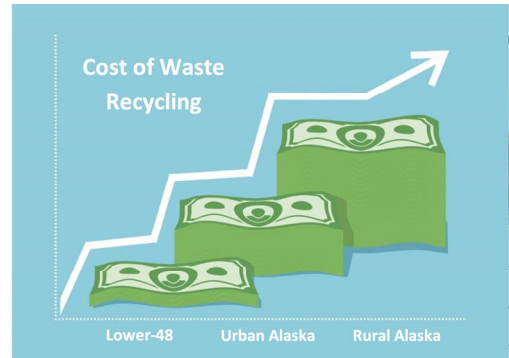 Cost of Waste
Recycling
Lower-48
Urban Alaska
Rural Alaska